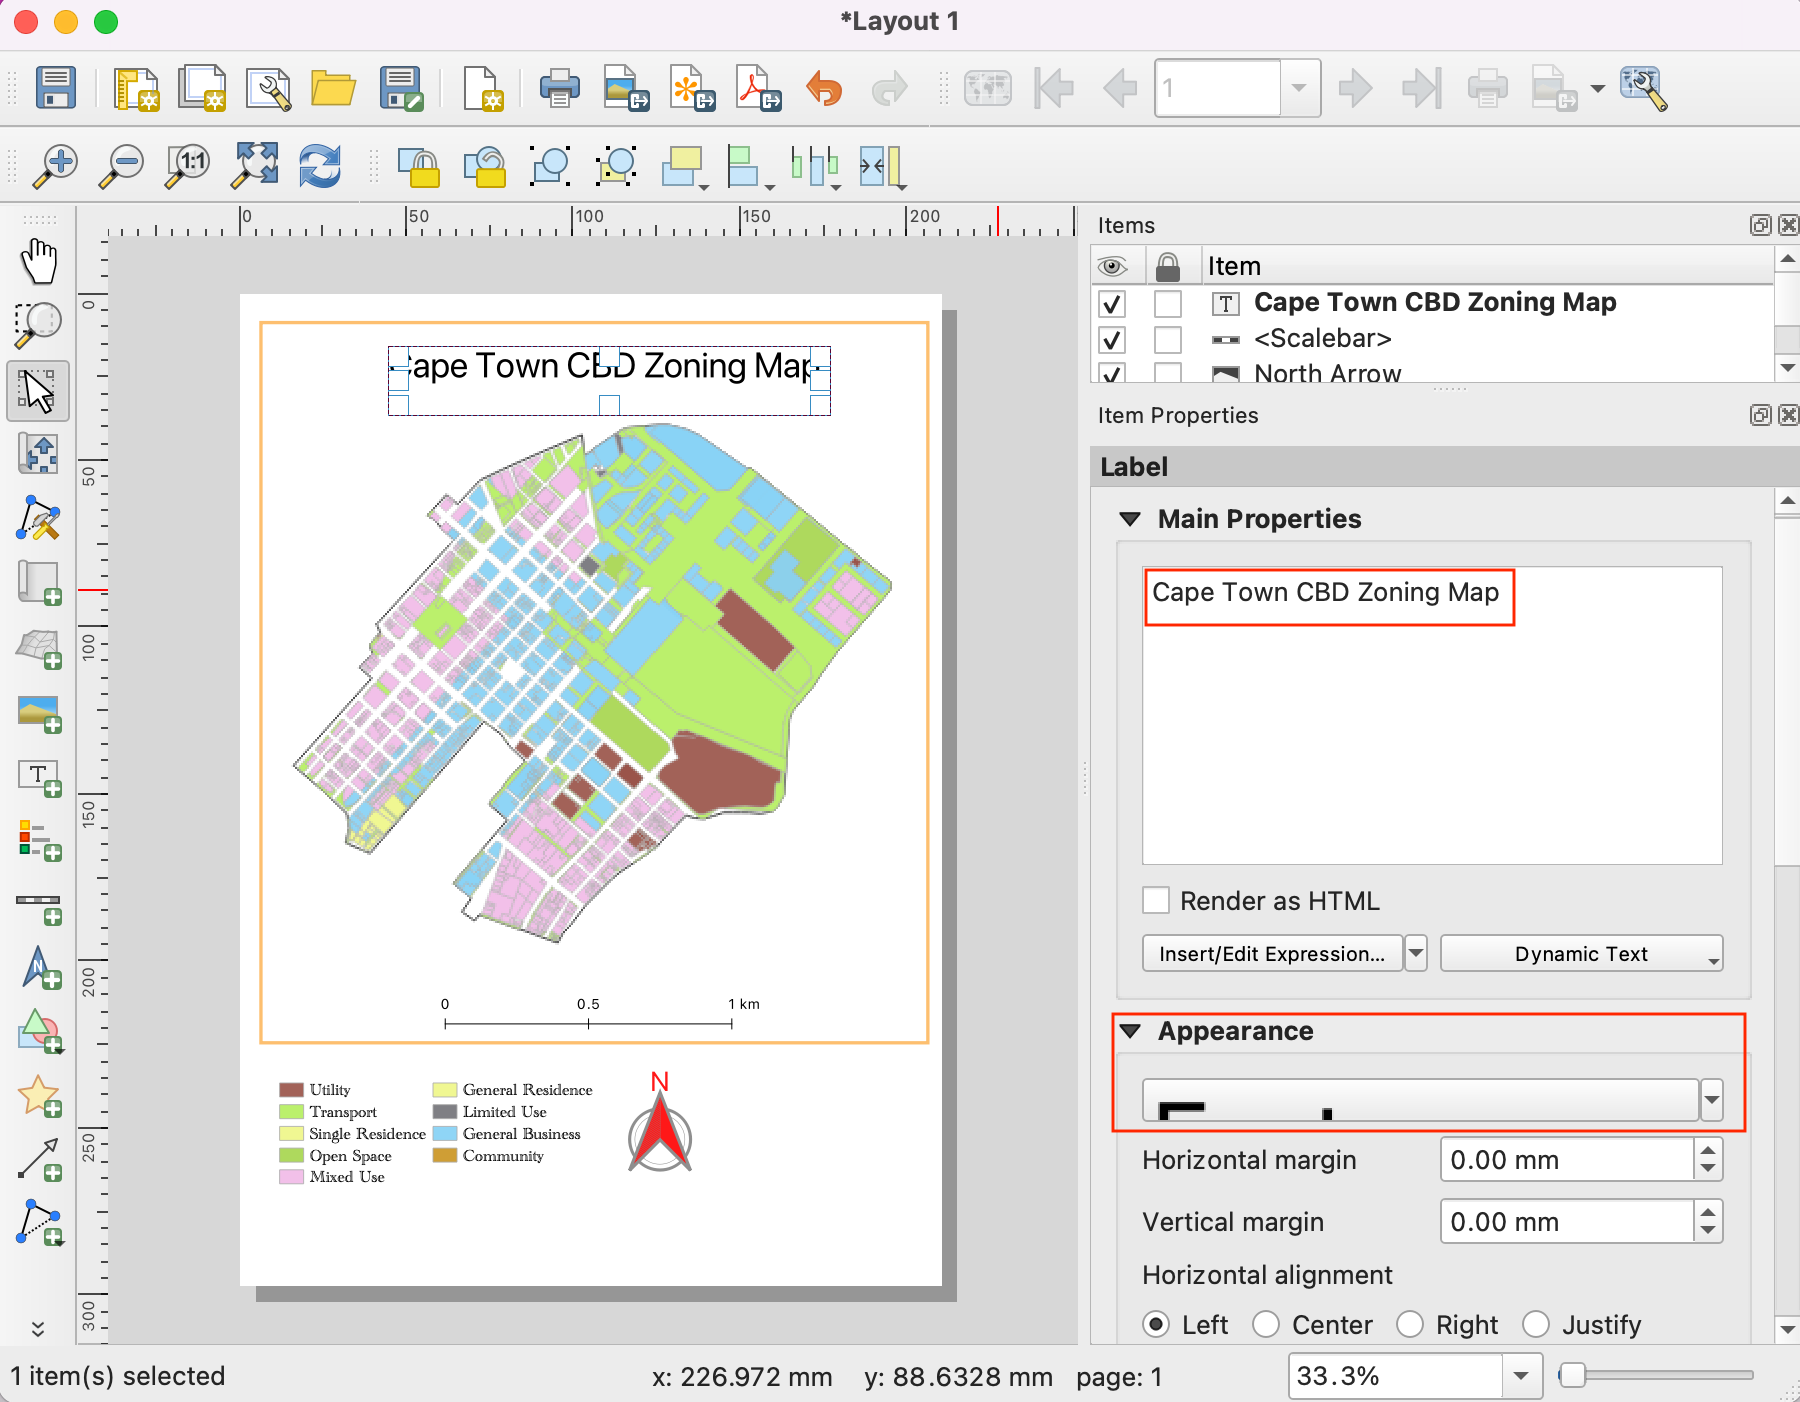 *Layout 1
1
1:1
0 50 100 150 200
Items
Item
Cape Town CBD Zoning Map
<Scalebar>
North Arrow
Item Properties
Label
Main Properties
Cape Town CBD Zoning Map
Render as HTML
Insert/Edit Expression...
Dynamic Text
Appearance
Horizontal margin
0.00 mm
Vertical margin
0.00 mm
Horizontal alignment
Left
Center
Right
Justify
0
50
100
150
200
250
300
Cape Town CBD Zoning Map
0 0.5 1 km
Utility
Transport
Single Residence
Open Space
Mixed Use
General Residence
Limited Use
General Business
Community
N
T
N
T
1 item(s) selected
x: 226.972 mm
y: 88.6328 mm
page: 1
33.3%